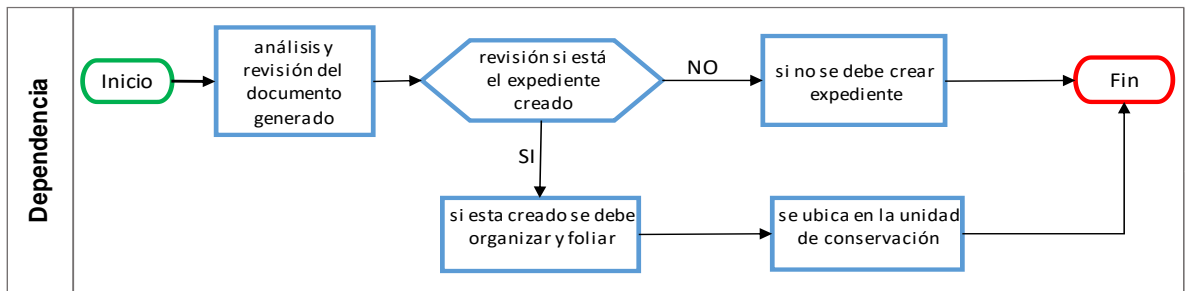 Dependencia
Inicio
análisis y
revisión del
documento
generado
revisión si está
el expediente
creado
NO
si no se debe crear
expediente
Fin
SI
si esta creado se debe
organizar y foliar
se ubica en la unidad
de conservación